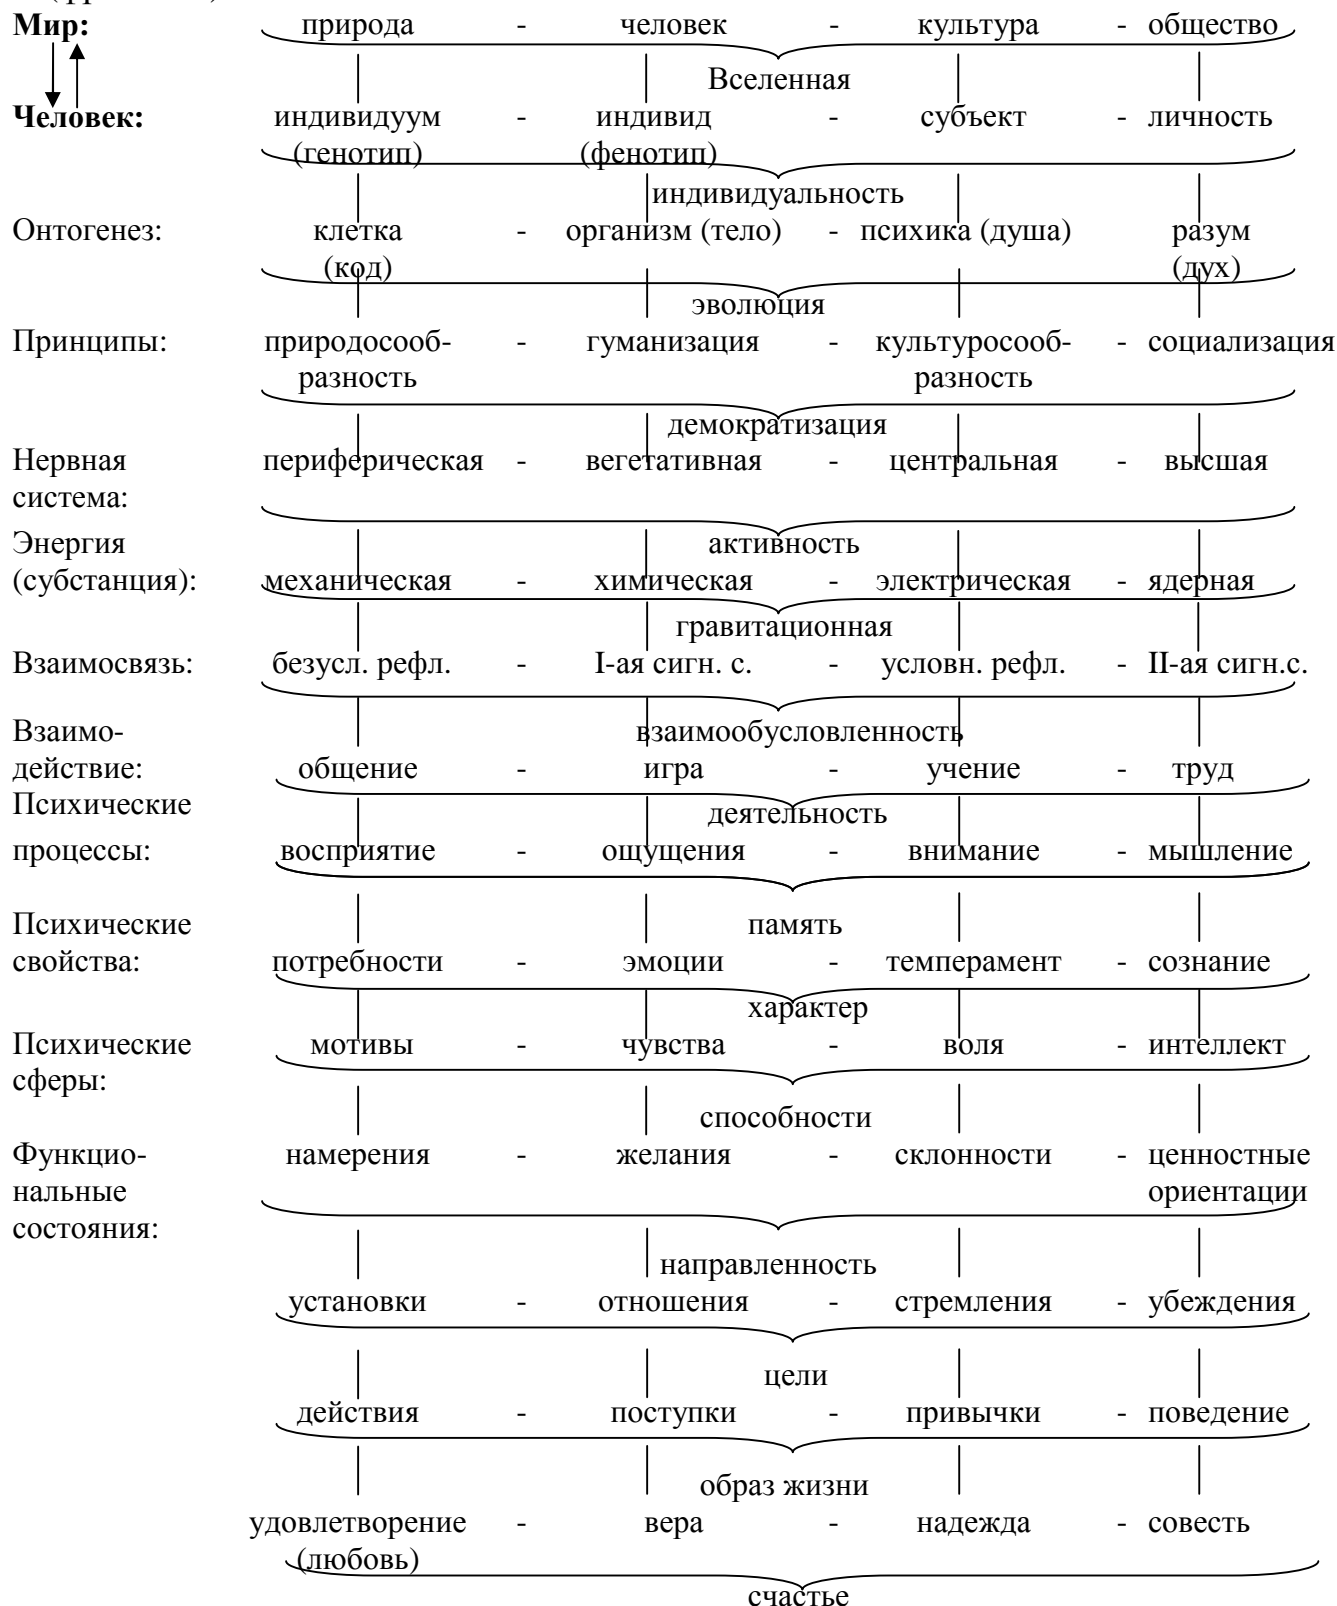 Мир: природа - человек - культура - общество
Вселенная
Человек: индивидуум - индивид - субъект - личность
(генотип) (фенотип)
индивидуальность
Онтогенез: клетка - организм (тело) - психика (душа) разум
(код) (дух)
эволюция
Принципы: природосооб- - гуманизация - культуросооб- - социализация
разность разность
демократизация
Нервная периферическая - вегетативная - центральная - высшая
система:
Энергия активность
(субстанция): механическая - химическая - электрическая - ядерная
гравитационная
Взаимосвязь: безусл. рефл. - I-ая сигн. с. - условн. рефл. - II-ая сигн.с.
Взаимо- взаимообусловленность
действие: общение - игра - учение - труд
Психические деятельность
процессы: восприятие - ощущения - внимание - мышление
Психические память
свойства: потребности - эмоции - темперамент - сознание
характер
Психические мотивы - чувства - воля - интеллект
сферы:
способности
Функцио- намерения - желания - склонности - ценностные
нальные ориентации
состояния:
направленность
установки - отношения - стремления - убеждения
цели
действия - поступки - привычки - поведение
образ жизни
удовлетворение - вера - надежда - совесть
(любовь)
счастье